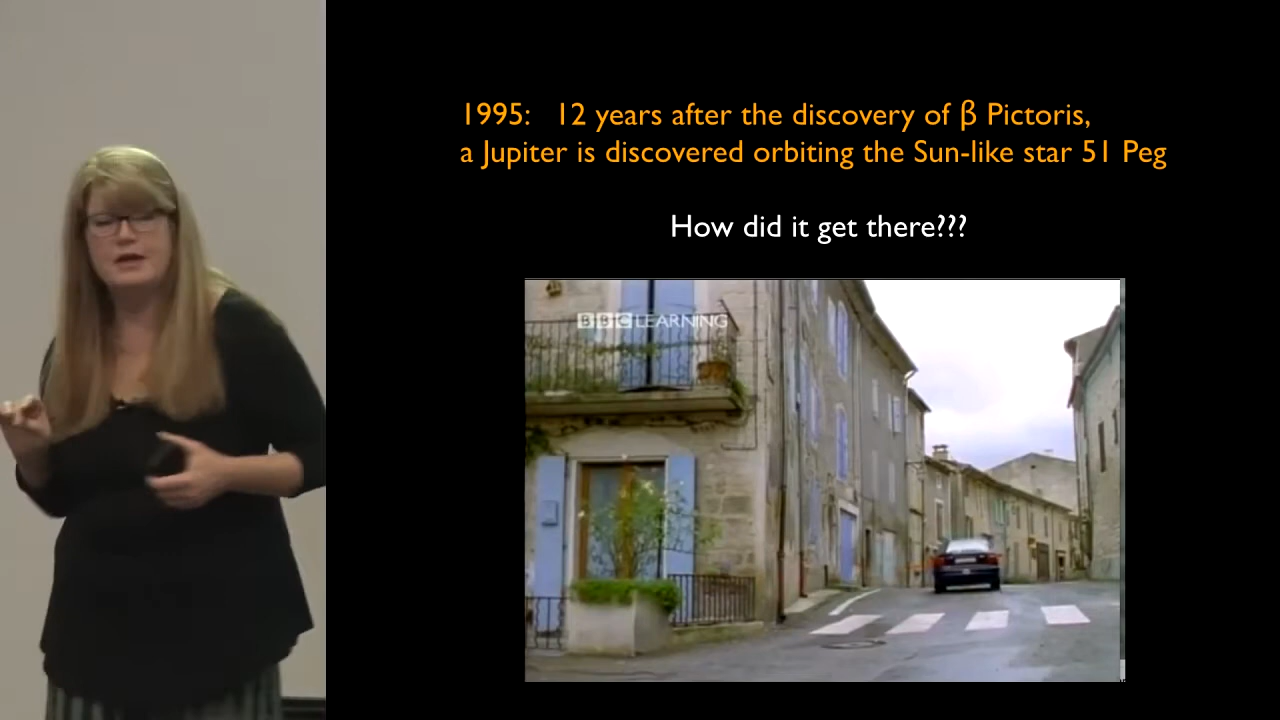 1995: 12 years after the discovery of β Pictoris,
a Jupiter is discovered orbiting the Sun-like star 51 Peg
How did it get there???
BBC LEARNING